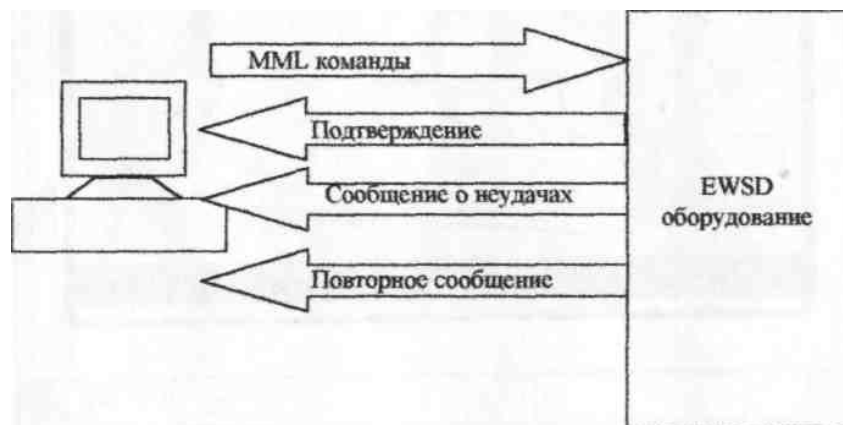 MML команды
Подтверждение
Сообщение о неудачах
Повторное сообщение
EWSD
оборудование